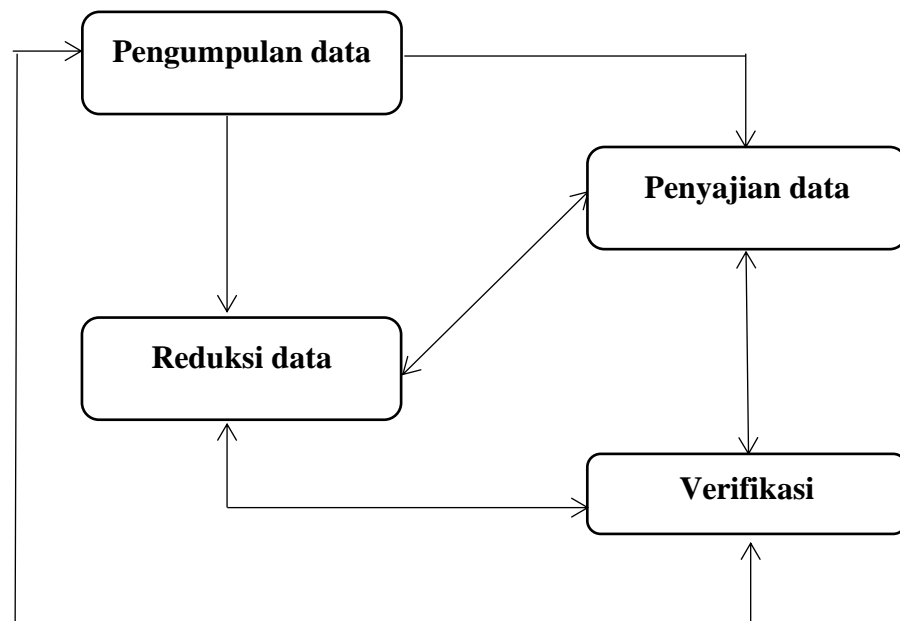 Pengumpulan data
Penyajian data
Reduksi data
Verifikasi